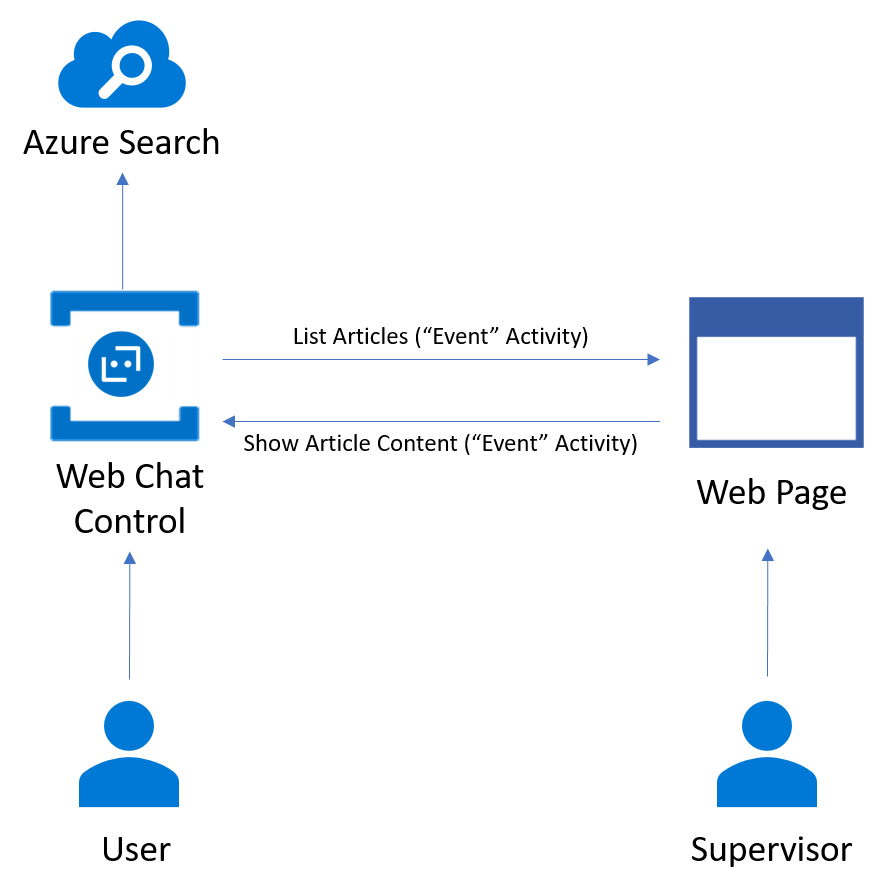 Azure Search
List Articles (“Event” Activity)
Show Article Content (“Event” Activity)
Web Chat
Control
Web Page
User
Supervisor